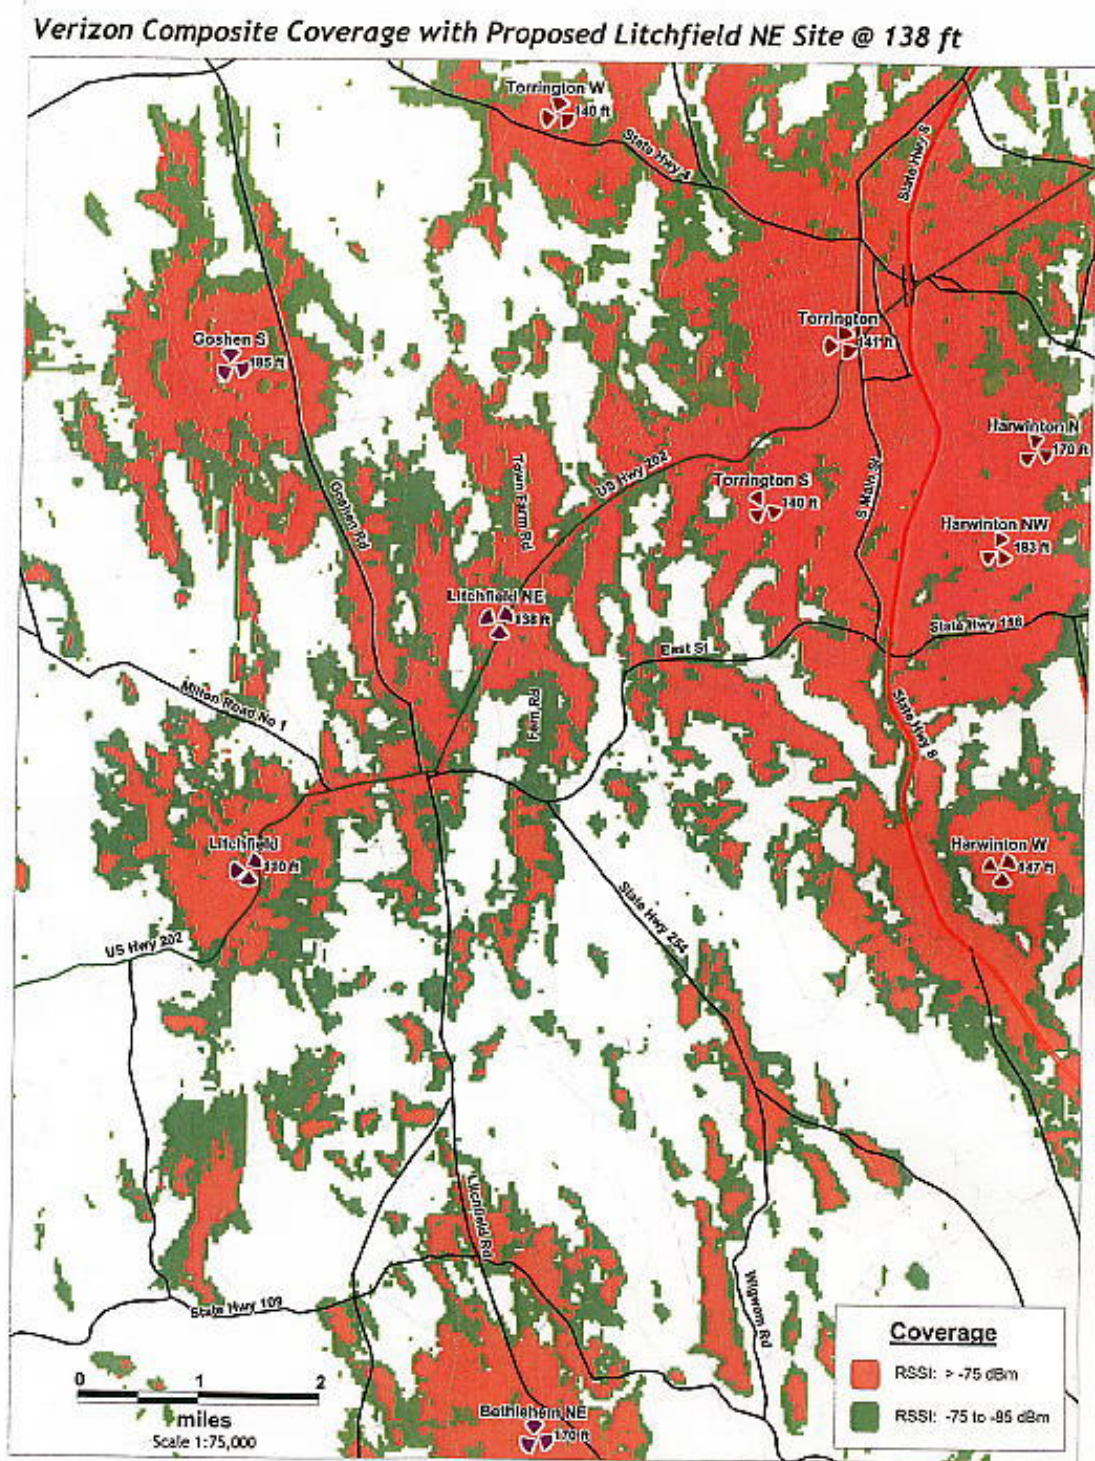 Verizon Composite Coverage with Proposed Litchfield NE Site @ 138 ft
Torrington W
140 ft
State Hwy 4
State Hwy 8
Goshen S
185 ft
Torrington
141 ft
Harwinton N
170 ft
US Hwy 202
Town Farm Rd
Goshen Rd
Torrington S
140 ft
S Main St
Harwinton NW
183 ft
Litchfield NE
138 ft
State Hwy 118
East St
Milton Road No 1
Fern Rd
State Hwy 8
Litchfield
110 ft
Harwinton W
147 ft
State Hwy 254
US Hwy 202
Litchfield Rd
Wigwom Rd
State Hwy 109
Coverage
RSSI: > -75 dBm
RSSI: -75 to -85 dBm
0 1 2
miles
Scale 1:75,000
Bethlehem NE
170 ft